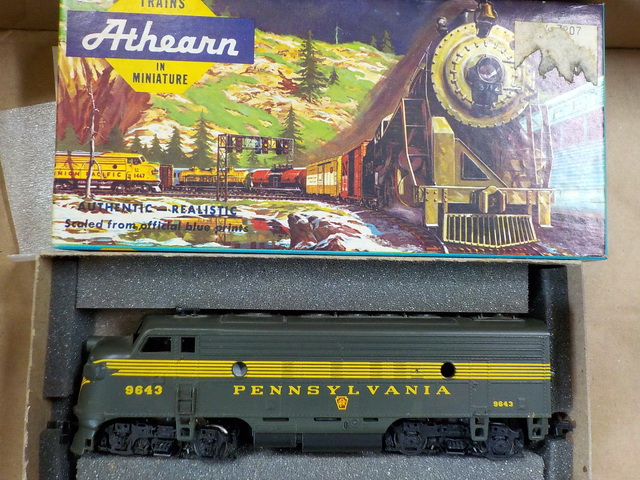 TRAINS
Athearn
IN
MINIATURE
UNION PACIFIC
AUTHENTIC - REALISTIC
Scaled from official blue prints
9643
PENNSYLVANIA
9643